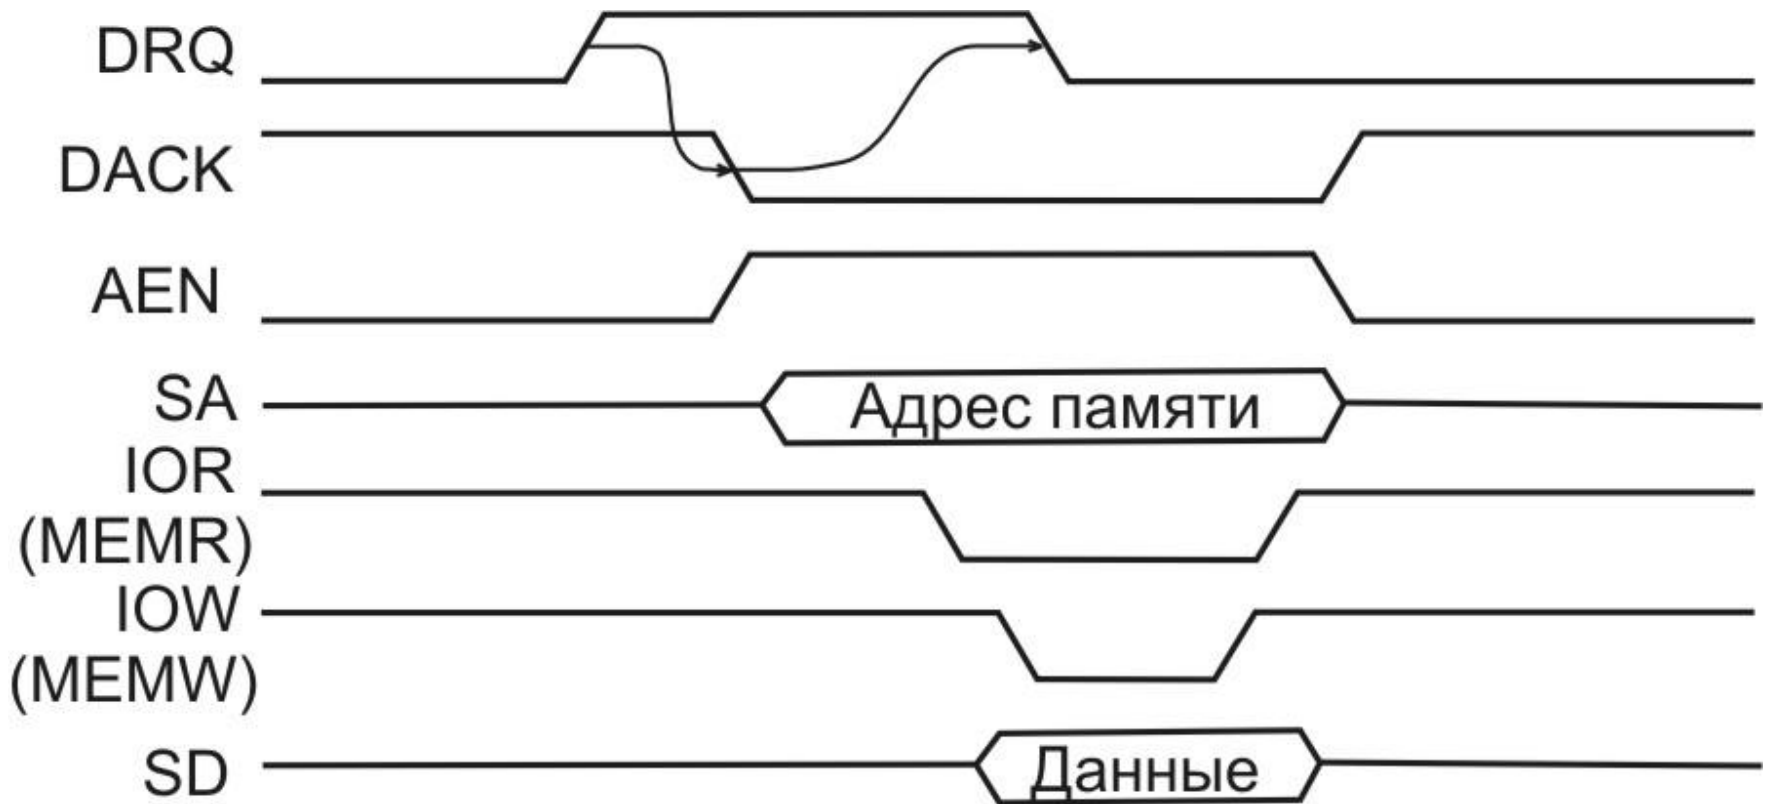 DRQ
DACK
AEN
SA
Адрес памяти
IOR
(MEMR)
IOW
(MEMW)
SD
Данные